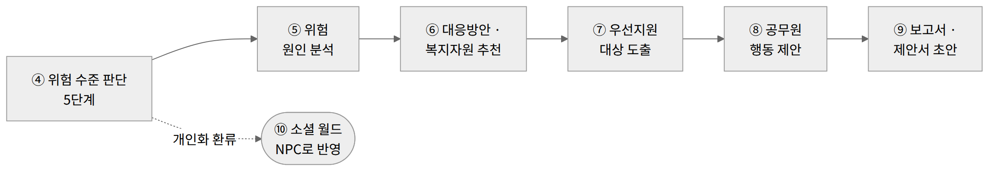 ④ 위험 수준 판단
5단계
⑤ 위험
원인 분석
⑥ 대응방안 ·
복지자원 추천
⑦ 우선지원
대상 도출
⑧ 공무원
행동 제안
⑨ 보고서 ·
제안서 초안
개인화 환류
⑩ 소셜 월드
NPC로 반영